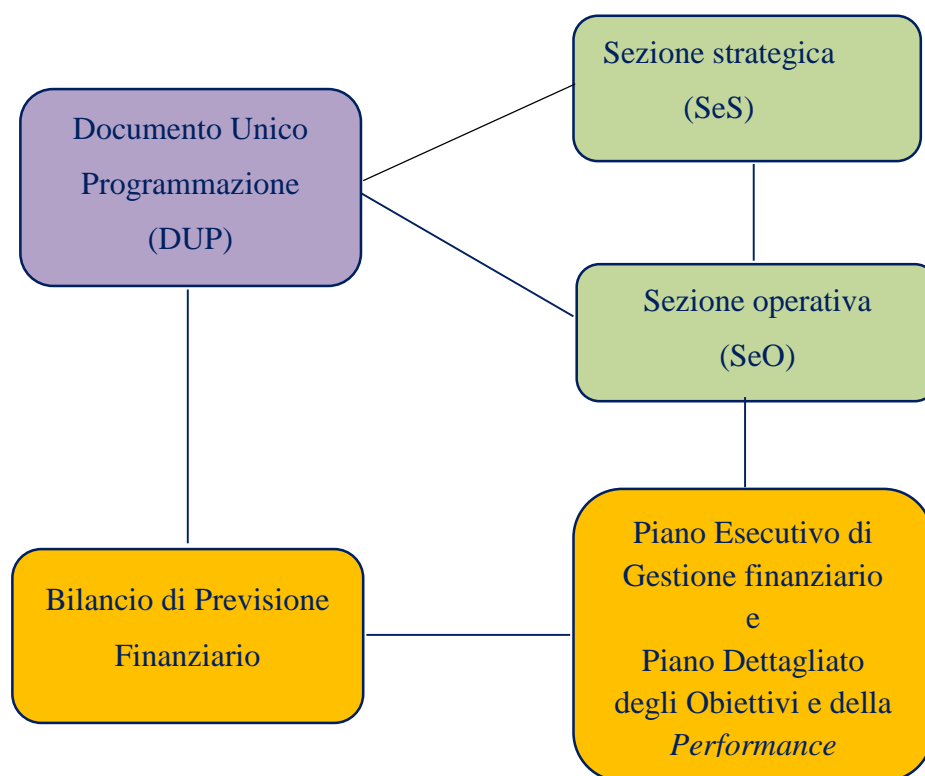 Documento Unico
Programmazione
(DUP)
Sezione strategica
(SeS)
Sezione operativa
(SeO)
Bilancio di Previsione
Finanziario
Piano Esecutivo di
Gestione finanziario
e
Piano Dettagliato
degli Obiettivi e della
Performance